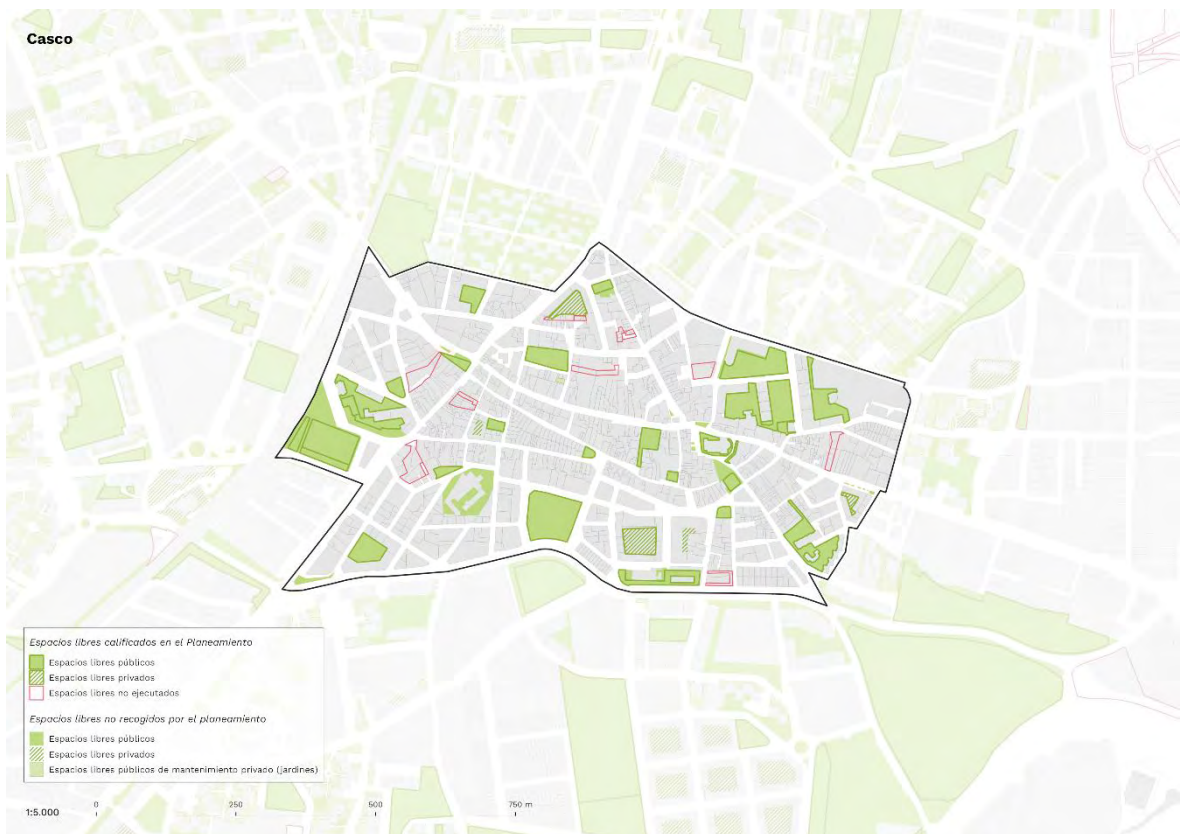 Casco
Espacios libres calificados en el Planeamiento
Espacios libres públicos
Espacios libres privados
Espacios libres no ejecutados
Espacios libres no recogidos por el planeamiento
Espacios libres públicos
Espacios libres privados
Espacios libres públicos de mantenimiento privado (jardines)
1:5.000 0 250 500 750 m